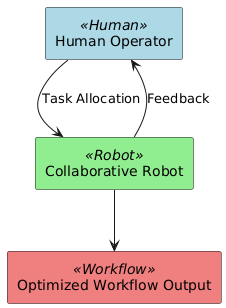 «Human»
Human Operator
Task Allocation
Feedback
«Robot»
Collaborative Robot
«Workflow»
Optimized Workflow Output